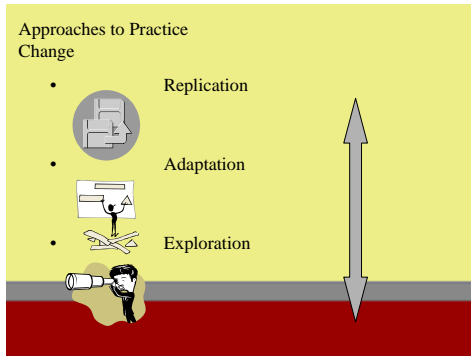 Approaches to Practice
Change
• Replication
• Adaptation
• Exploration